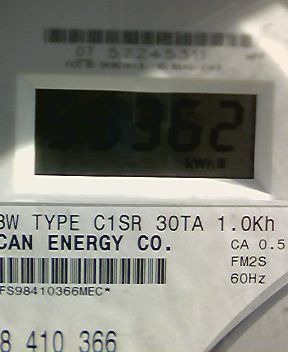 07 57245311
362
kWh
3W TYPE C1SR 30TA 1.0Kh
CAN ENERGY CO.
CA 0.5
FM2S
60Hz
FS98410366MEC*
8 410 366